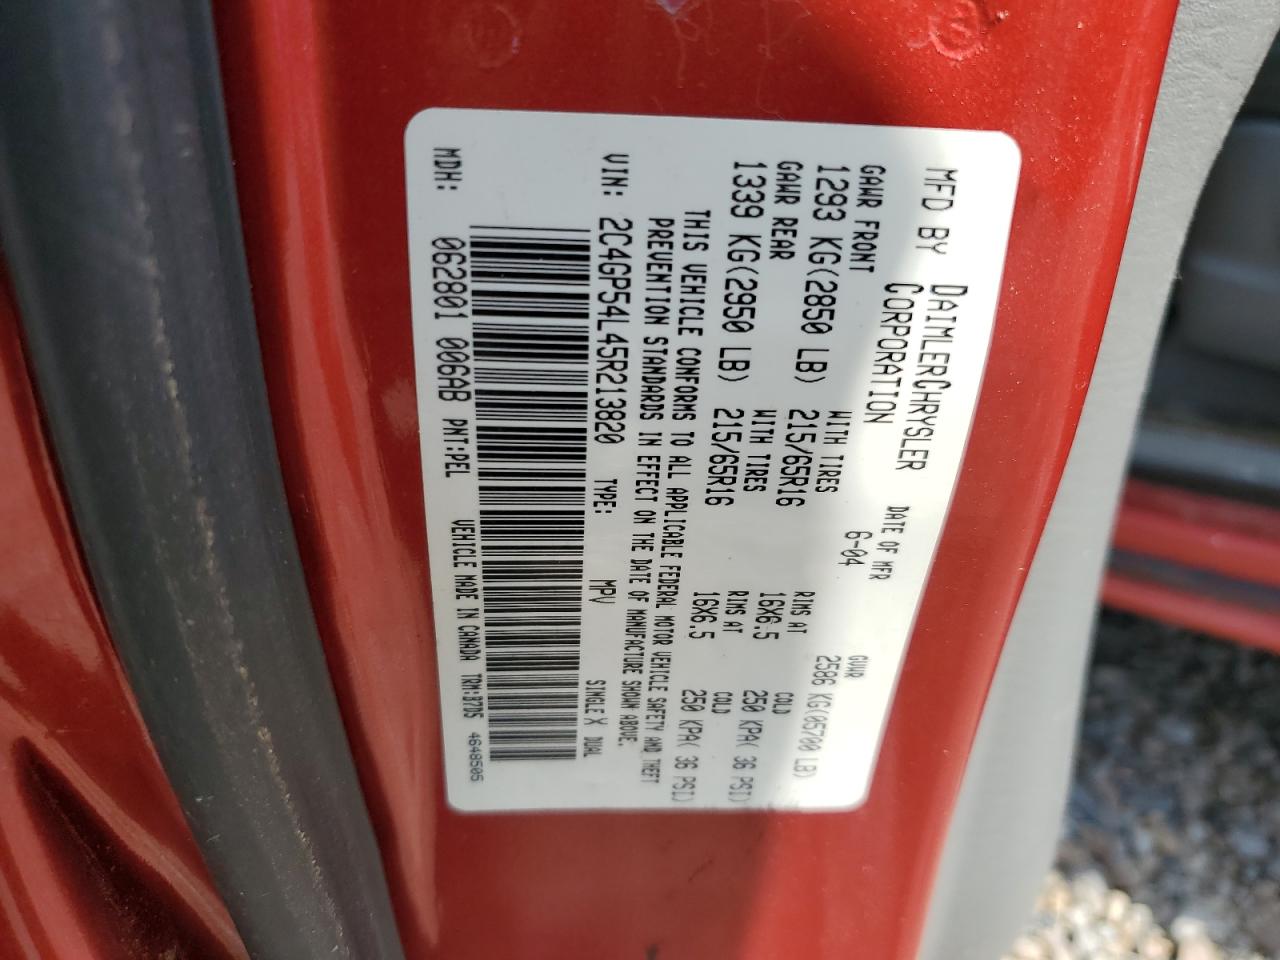 MFD BY DAIMLERCHRYSLER CORPORATION
DATE OF MFR
6-04
GVWR
2586 KG(05700 LB)
GAWR FRONT
WITH TIRES
RIMS AT
COLD
1293 KG(2850 LB) 215/65R16 16X6.5 250 KPA( 36 PSI)
GAWR REAR
WITH TIRES
RIMS AT
COLD
1339 KG(2950 LB) 215/65R16 16X6.5 250 KPA( 36 PSI)
THIS VEHICLE CONFORMS TO ALL APPLICABLE FEDERAL MOTOR VEHICLE SAFETY AND THEFT
PREVENTION STANDARDS IN EFFECT ON THE DATE OF MANUFACTURE SHOWN ABOVE.
VIN: 2C4GP54L45R213820 TYPE: MPV SINGLE X DUAL
MDH: 062801 006AB PNT:PEL VEHICLE MADE IN CANADA TRM:B7D5 4648505